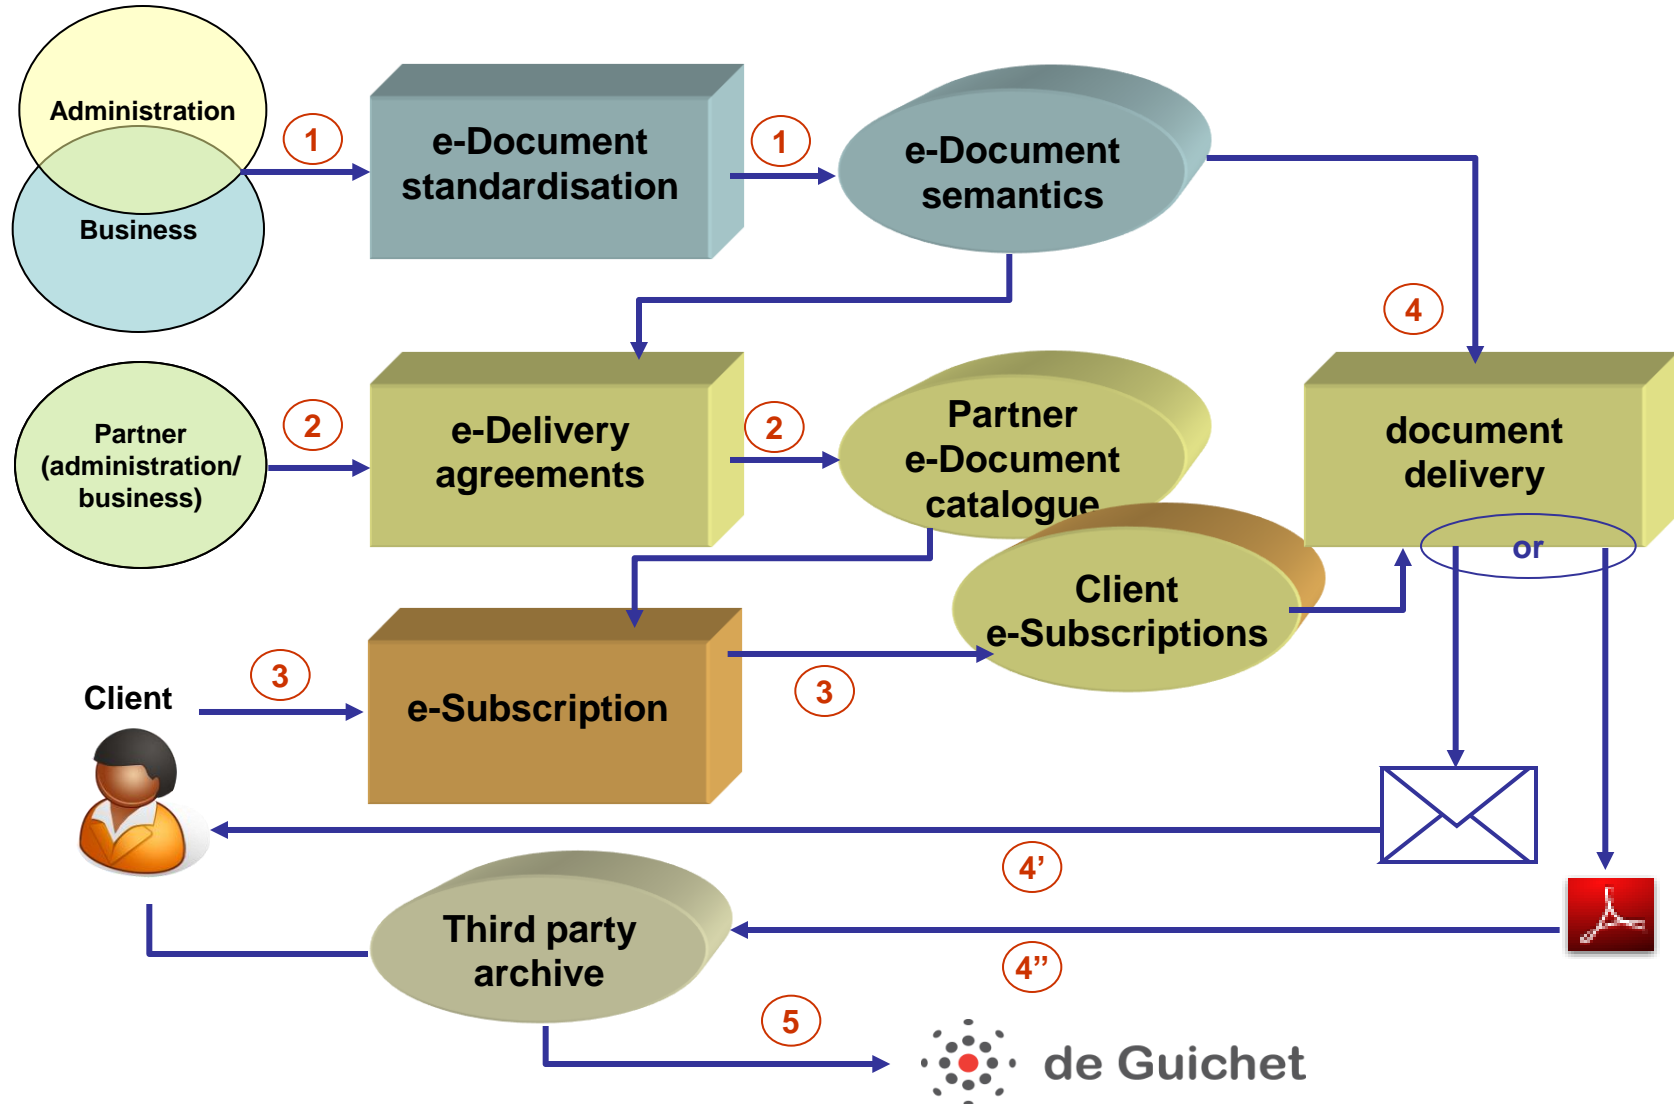 Administration
1
e-Document
standardisation
1
e-Document
semantics
Business
4
Partner
(administration/
business)
2
e-Delivery
agreements
2
Partner
e-Document
catalogue
document
delivery
or
Client
e-Subscriptions
Client
3
e-Subscription
3
4’
Third party
archive
4”
5
de Guichet